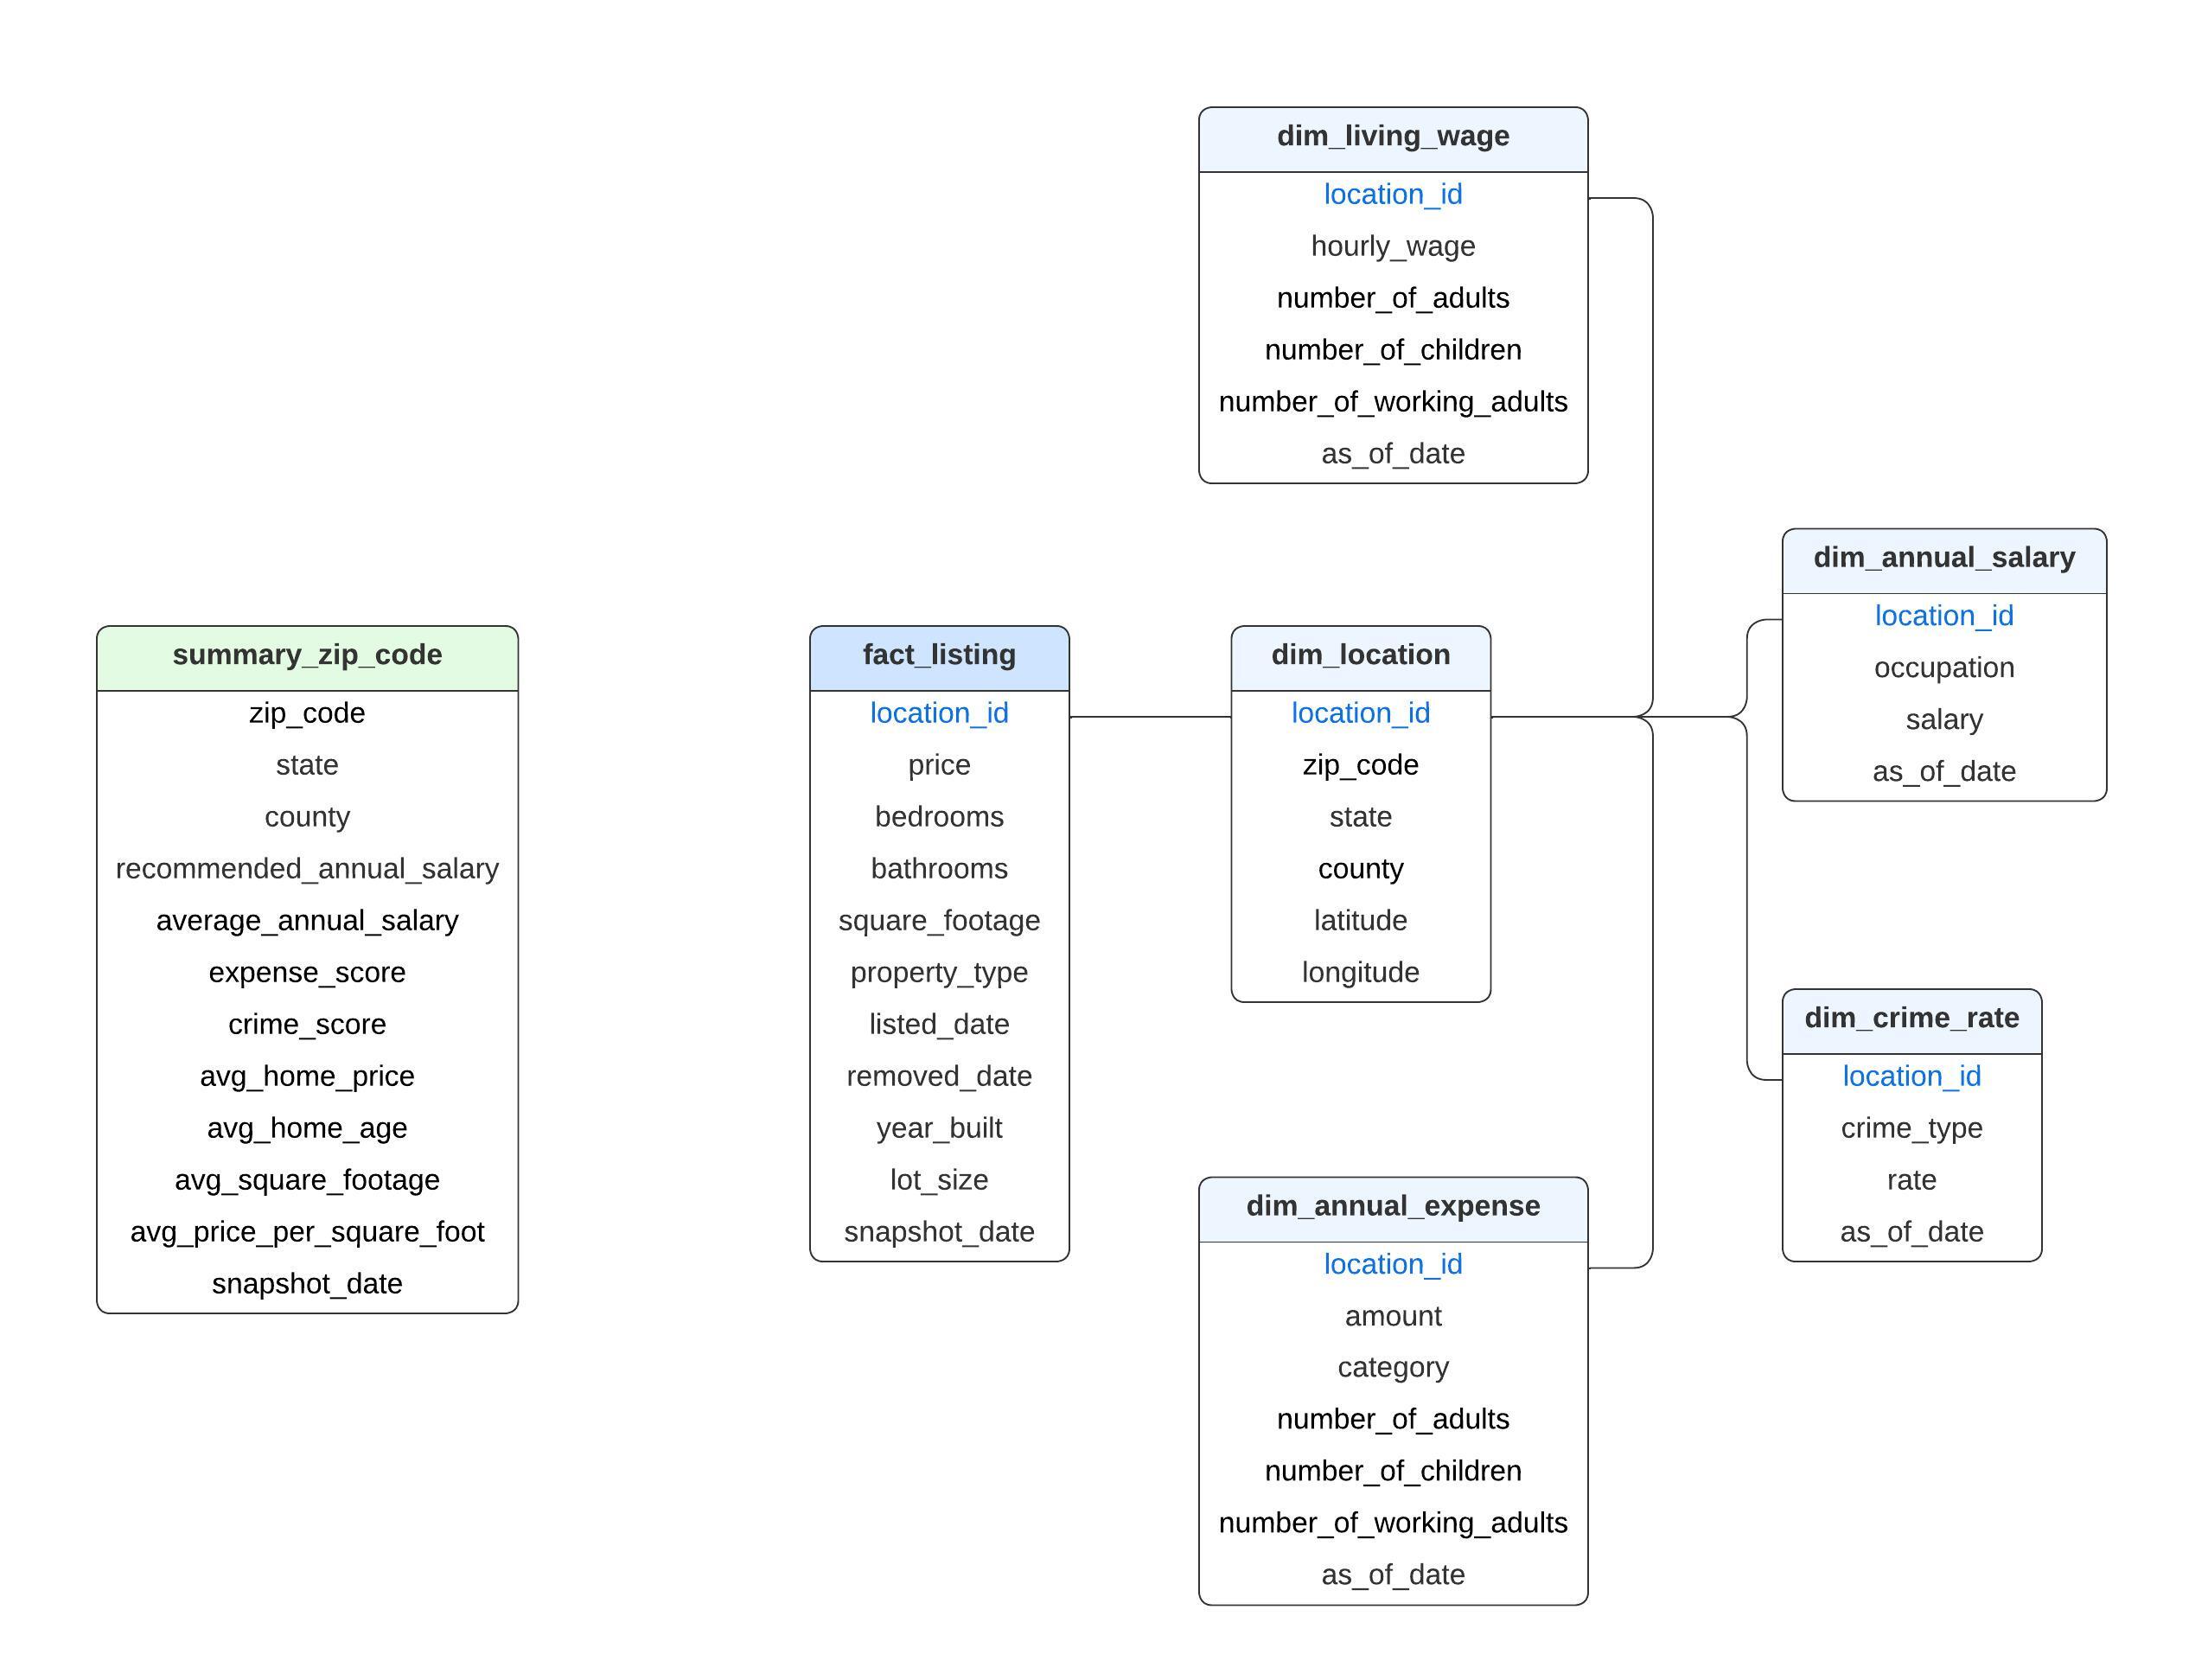 dim_living_wage
location_id
hourly_wage
number_of_adults
number_of_children
number_of_working_adults
as_of_date
dim_annual_salary
location_id
occupation
salary
as_of_date
summary_zip_code
zip_code
state
county
recommended_annual_salary
average_annual_salary
expense_score
crime_score
avg_home_price
avg_home_age
avg_square_footage
avg_price_per_square_foot
snapshot_date
fact_listing
location_id
price
bedrooms
bathrooms
square_footage
property_type
listed_date
removed_date
year_built
lot_size
snapshot_date
dim_location
location_id
zip_code
state
county
latitude
longitude
dim_crime_rate
location_id
crime_type
rate
as_of_date
dim_annual_expense
location_id
amount
category
number_of_adults
number_of_children
number_of_working_adults
as_of_date